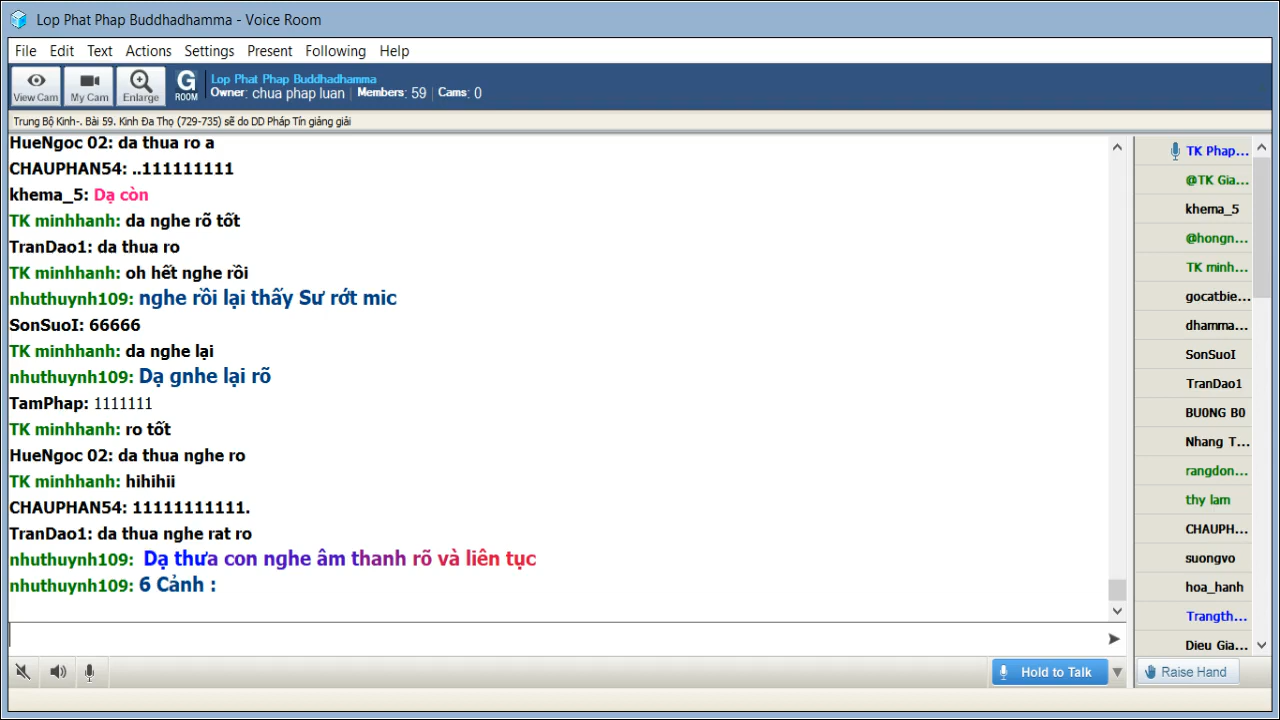 Lop Phat Phap Buddhadhamma - Voice Room
File Edit Text Actions Settings Present Following Help
View Cam My Cam Enlarge G ROOM
Lop Phat Phap Buddhadhamma
Owner: chua phap luan | Members: 59 | Cams: 0
Trung Bộ Kinh-. Bài 59. Kinh Đa Thọ (729-735) sẽ do DD Pháp Tín giảng giải
HueNgoc 02: da thua ro a
CHAUPHAN54: ..111111111
khema_5: Dạ còn
TK minhhanh: da nghe rõ tốt
TranDao1: da thua ro
TK minhhanh: oh hết nghe rồi
nhuthuynh109: nghe rồi lại thấy Sư rớt mic
SonSuoI: 66666
TK minhhanh: da nghe lại
nhuthuynh109: Dạ gnhe lại rõ
TamPhap: 1111111
TK minhhanh: ro tốt
HueNgoc 02: da thua nghe ro
TK minhhanh: hihihii
CHAUPHAN54: 11111111111.
TranDao1: da thua nghe rat ro
nhuthuynh109: Dạ thưa con nghe âm thanh rõ và liên tục
nhuthuynh109: 6 Cảnh :
TK Phap...
@TK Gia...
khema_5
@hongn...
TK minh...
gocatbie...
dhamma...
SonSuoI
TranDao1
BU0NG B0
Nhang T...
rangdon...
thy lam
CHAUPH...
suongvo
hoa_hanh
Trangth...
Dieu Gia...
Hold to Talk
Raise Hand